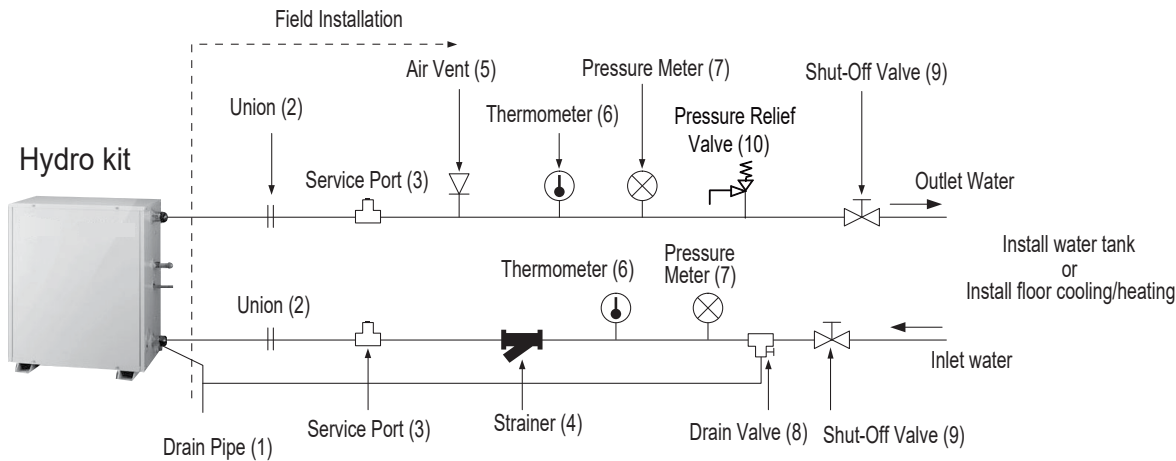 Field Installation
Air Vent (5)
Pressure Meter (7)
Shut-Off Valve (9)
Union (2)
Thermometer (6)
Pressure Relief
Valve (10)
Hydro kit
Service Port (3)
Outlet Water
Install water tank
or
Install floor cooling/heating
Pressure
Meter (7)
Thermometer (6)
Union (2)
Inlet water
Drain Pipe (1)
Service Port (3)
Strainer (4)
Drain Valve (8)
Shut-Off Valve (9)